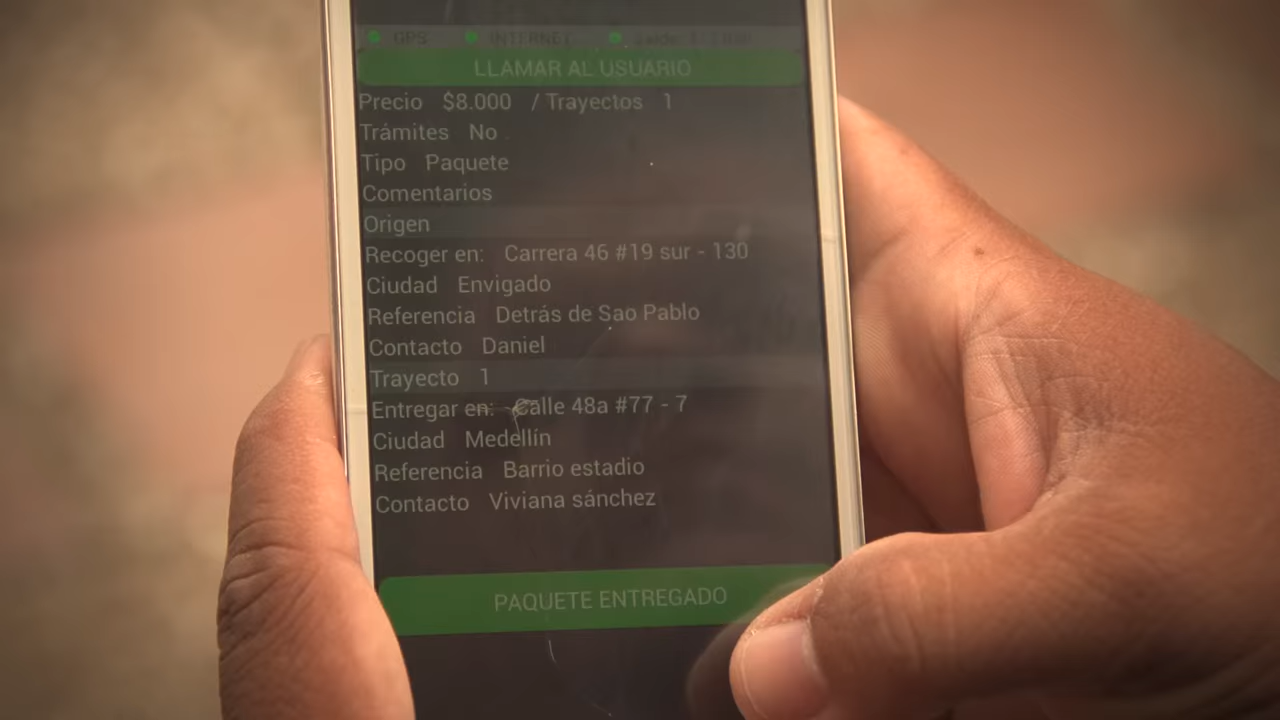 GPS INTERNET
LLAMAR AL USUARIO
Precio $8.000 / Trayectos 1
Trámites No
Tipo Paquete
Comentarios
Origen
Recoger en: Carrera 46 #19 sur - 130
Ciudad Envigado
Referencia Detrás de Sao Pablo
Contacto Daniel
Trayecto 1
Entregar en: Calle 48a #77 - 7
Ciudad Medellín
Referencia Barrio estadio
Contacto Viviana sánchez
PAQUETE ENTREGADO